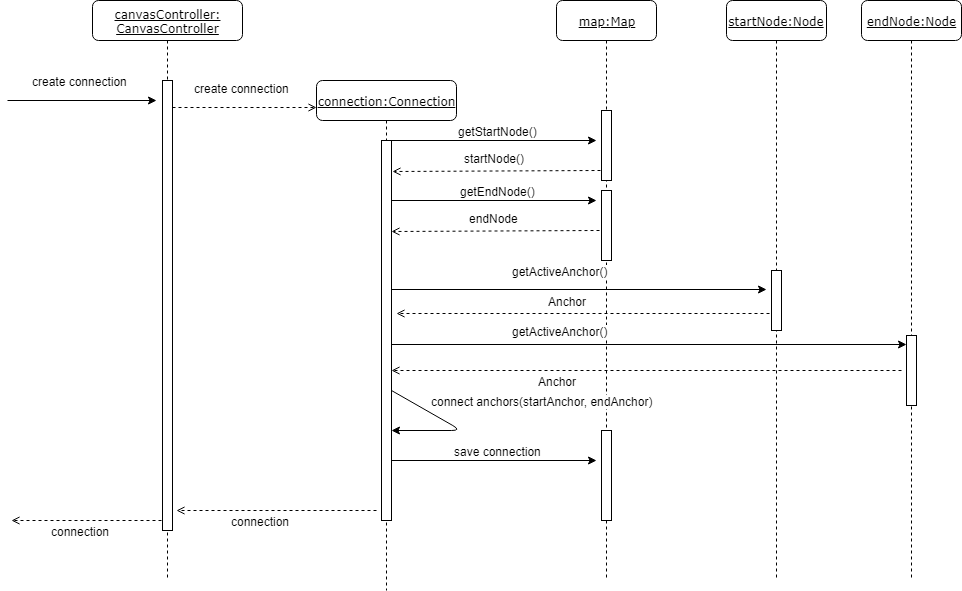 canvasController:
CanvasController
map:Map
startNode:Node
endNode:Node
create connection
create connection
connection:Connection
getStartNode()
startNode()
getEndNode()
endNode
getActiveAnchor()
Anchor
getActiveAnchor()
Anchor
connect anchors(startAnchor, endAnchor)
save connection
connection
connection